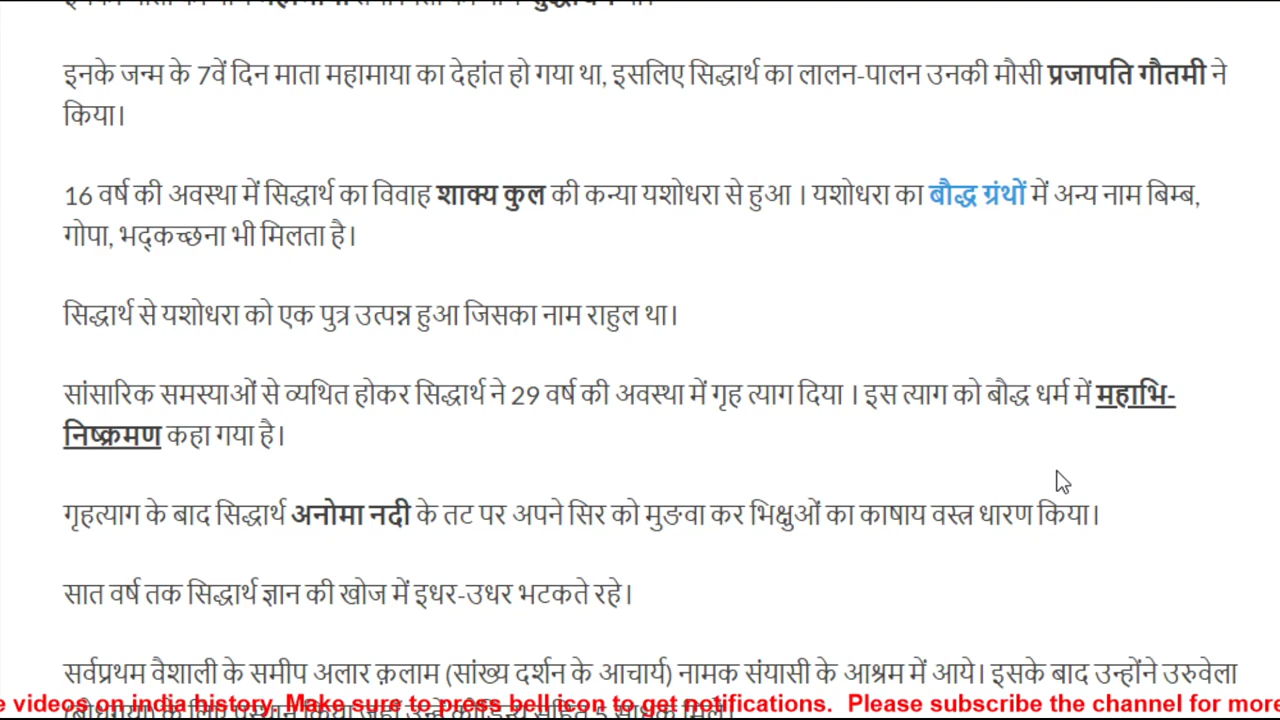 इनके जन्म के 7वें दिन माता महामाया का देहांत हो गया था, इसलिए सिद्धार्थ का लालन-पालन उनकी मौसी प्रजापति गौतमी ने
किया।
16 वर्ष की अवस्था में सिद्धार्थ का विवाह शाक्य कुल की कन्या यशोधरा से हुआ । यशोधरा का बौद्ध ग्रंथों में अन्य नाम बिम्ब,
गोपा, भद्कच्छना भी मिलता है।
सिद्धार्थ से यशोधरा को एक पुत्र उत्पन्न हुआ जिसका नाम राहुल था।
सांसारिक समस्याओं से व्यथित होकर सिद्धार्थ ने 29 वर्ष की अवस्था में गृह त्याग दिया । इस त्याग को बौद्ध धर्म में महाभि-
निष्क्रमण कहा गया है।
गृहत्याग के बाद सिद्धार्थ अनोमा नदी के तट पर अपने सिर को मुङवा कर भिक्षुओं का काषाय वस्त्र धारण किया।
सात वर्ष तक सिद्धार्थ ज्ञान की खोज में इधर-उधर भटकते रहे।
सर्वप्रथम वैशाली के समीप अलार क़लाम (सांख्य दर्शन के आचार्य) नामक संयासी के आश्रम में आये। इसके बाद उन्होंने उरुवेला
videos on india history. Make sure to press bell icon to get notifications. Please subscribe the channel for more